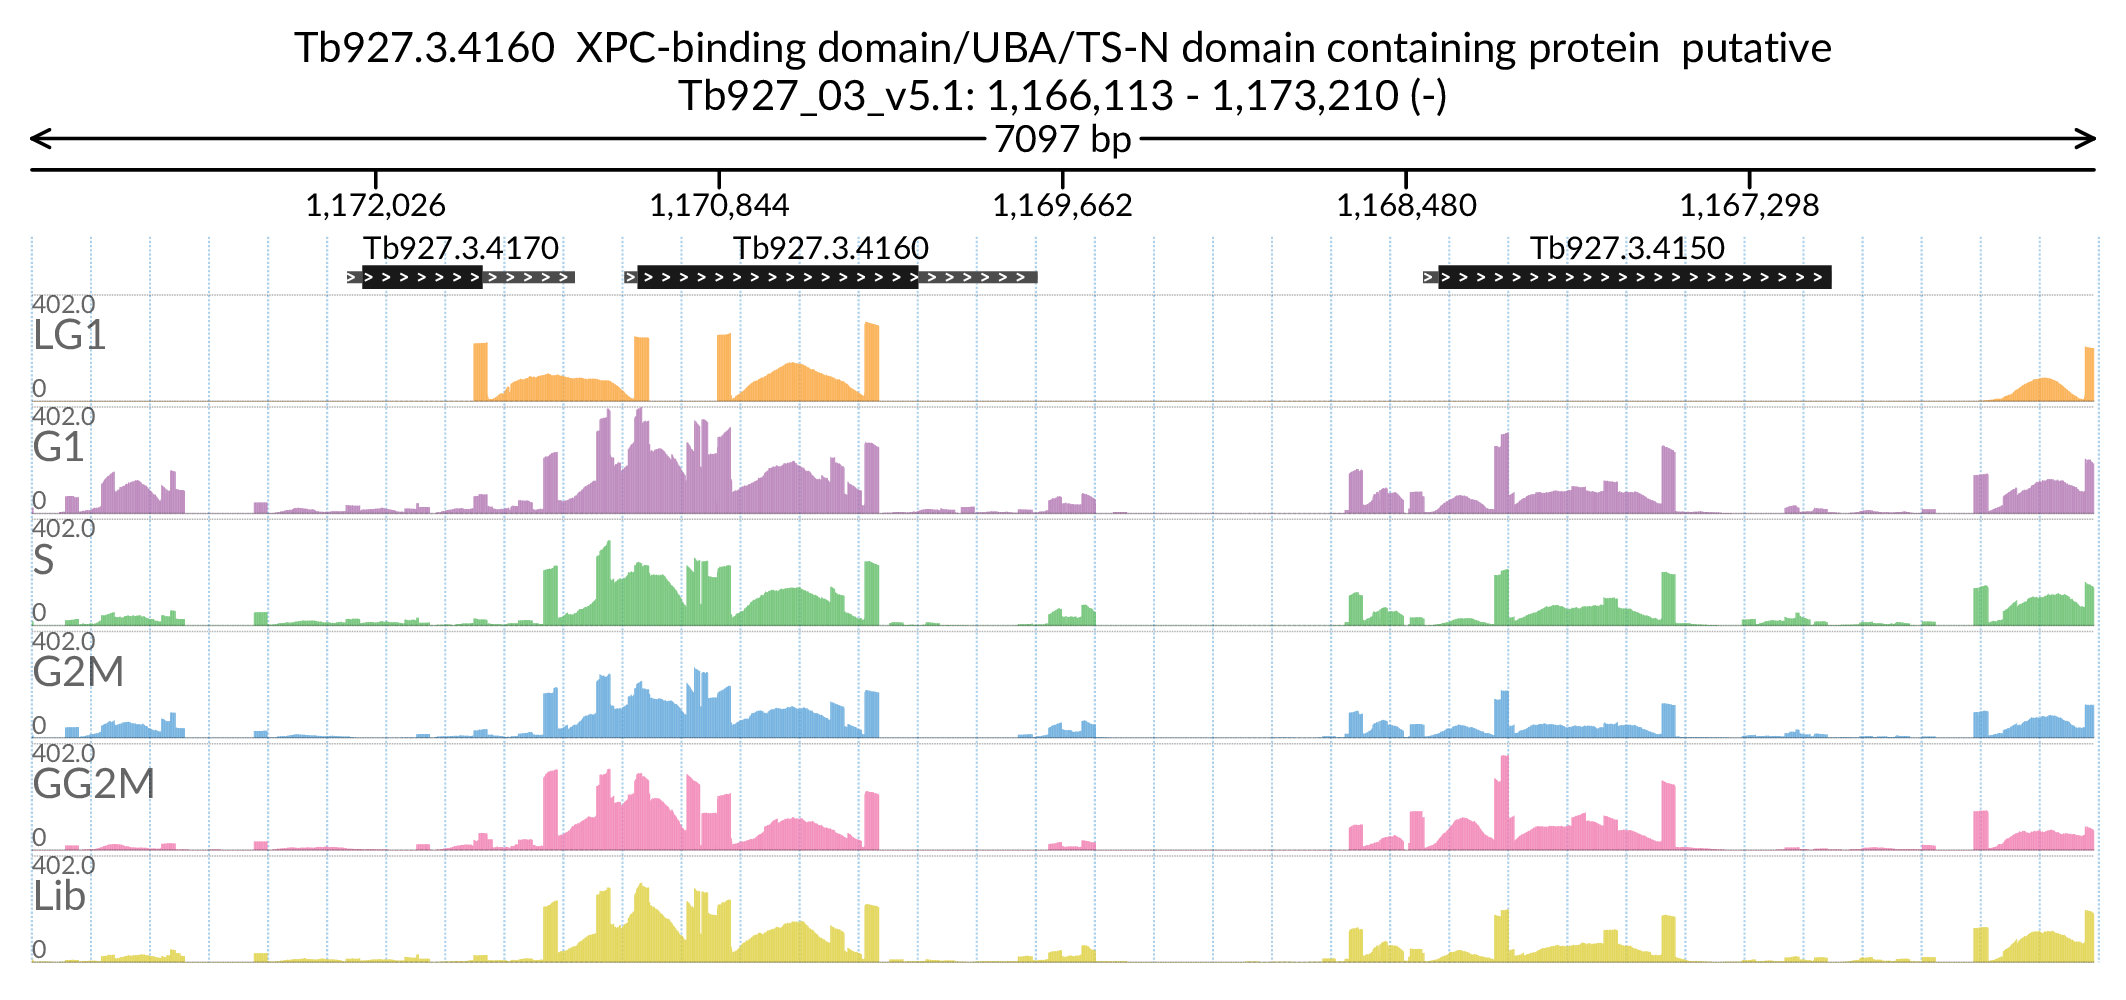 Tb927.3.4160  XPC-binding domain/UBA/TS-N domain containing protein  putative
Tb927_03_v5.1: 1,166,113 - 1,173,210 (-)
7097 bp
1,172,026 1,170,844 1,169,662 1,168,480 1,167,298
Tb927.3.4170 Tb927.3.4160 Tb927.3.4150
402.0
LG1
0
402.0
G1
0
402.0
S
0
402.0
G2M
0
402.0
GG2M
0
402.0
Lib
0